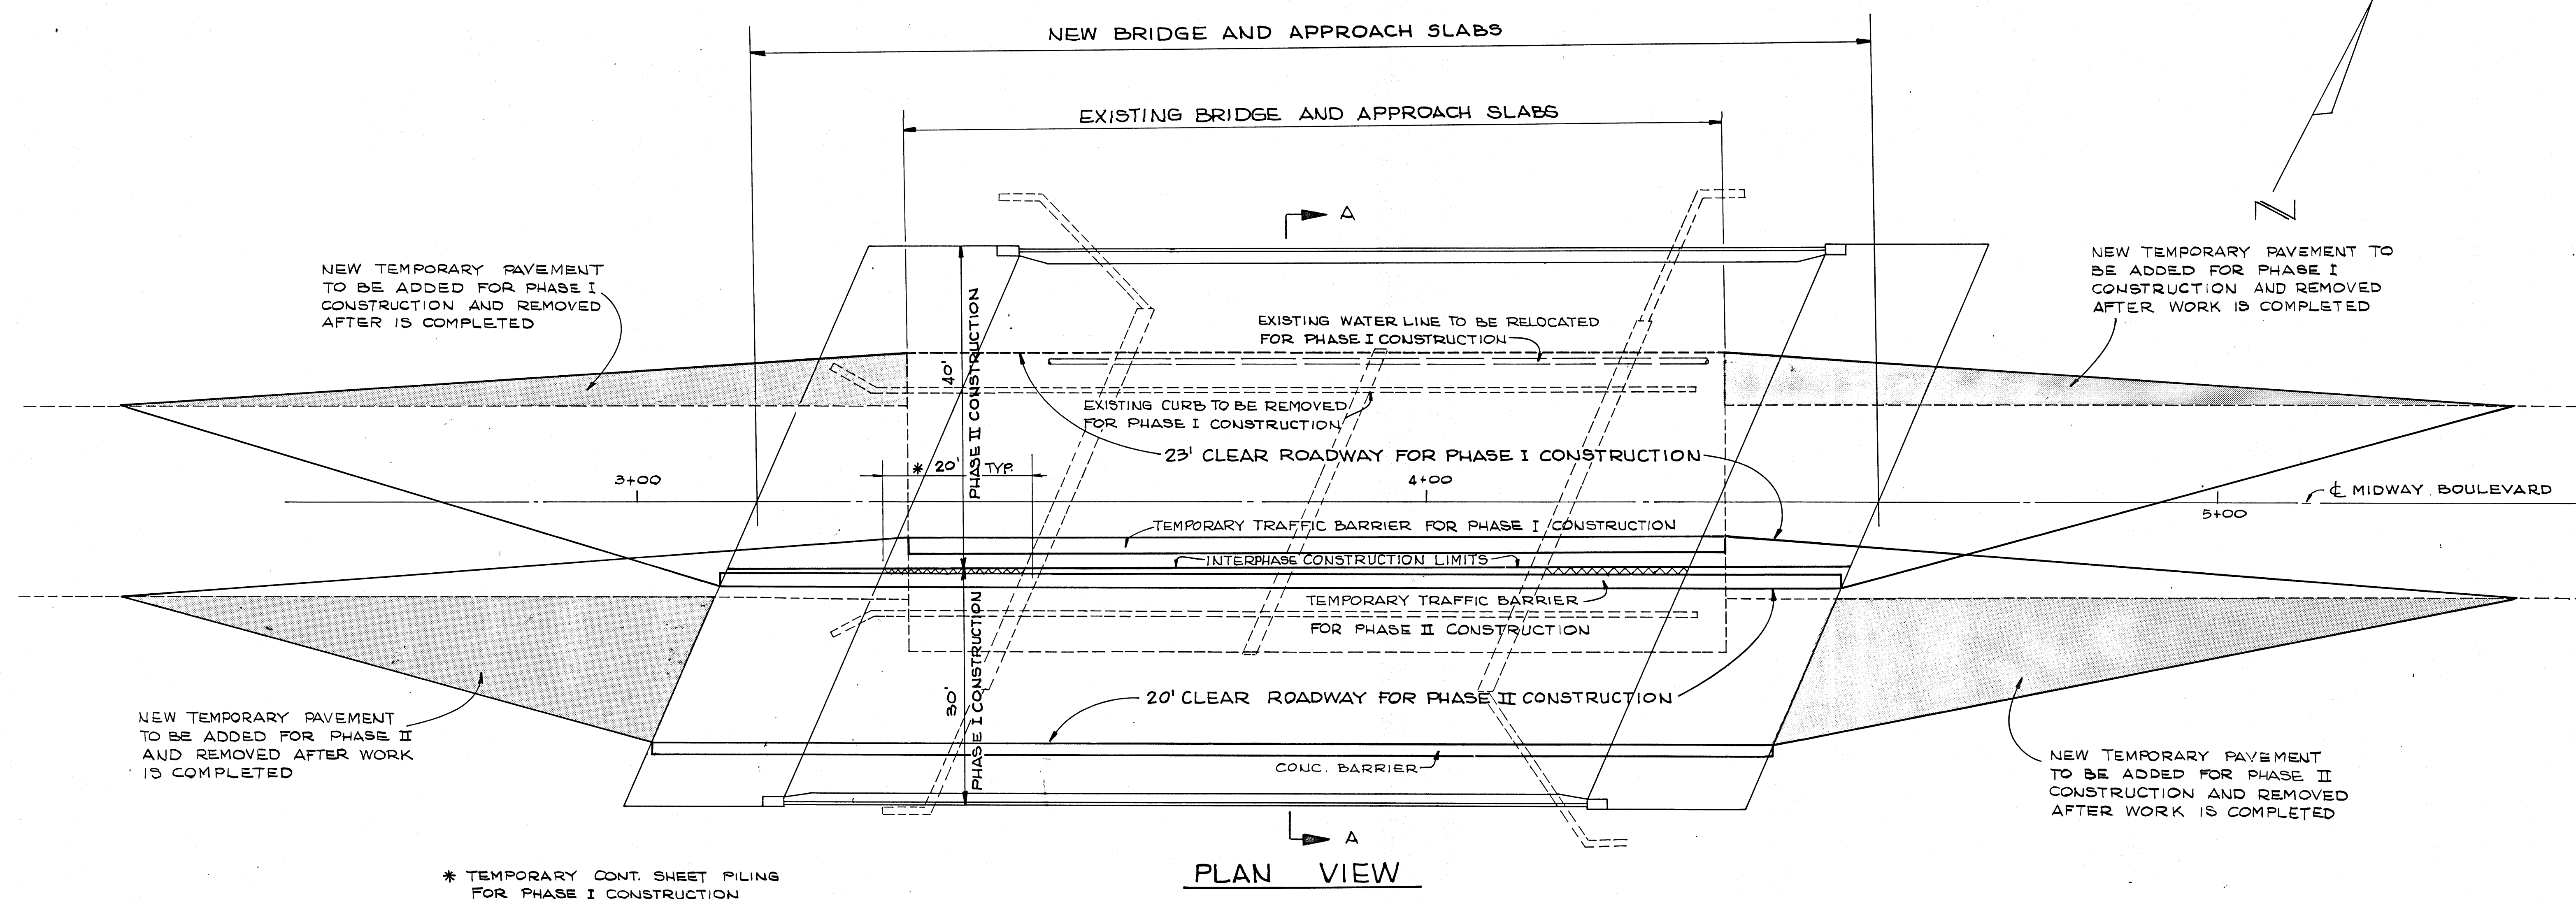 NEW BRIDGE AND APPROACH SLABS
EXISTING BRIDGE AND APPROACH SLABS
N
A
NEW TEMPORARY PAVEMENT
TO BE ADDED FOR PHASE I
CONSTRUCTION AND REMOVED
AFTER IS COMPLETED
NEW TEMPORARY PAVEMENT TO
BE ADDED FOR PHASE I
CONSTRUCTION AND REMOVED
AFTER WORK IS COMPLETED
EXISTING WATER LINE TO BE RELOCATED
FOR PHASE I CONSTRUCTION
40'
PHASE II CONSTRUCTION
EXISTING CURB TO BE REMOVED
FOR PHASE I CONSTRUCTION
23' CLEAR ROADWAY FOR PHASE I CONSTRUCTION
* 20' TYP.
3+00
4+00
5+00
℄ MIDWAY BOULEVARD
TEMPORARY TRAFFIC BARRIER FOR PHASE I CONSTRUCTION
INTERPHASE CONSTRUCTION LIMITS
TEMPORARY TRAFFIC BARRIER
FOR PHASE II CONSTRUCTION
30'
PHASE I CONSTRUCTION
20' CLEAR ROADWAY FOR PHASE II CONSTRUCTION
NEW TEMPORARY PAVEMENT
TO BE ADDED FOR PHASE II
AND REMOVED AFTER WORK
IS COMPLETED
CONC. BARRIER
NEW TEMPORARY PAVEMENT
TO BE ADDED FOR PHASE II
CONSTRUCTION AND REMOVED
AFTER WORK IS COMPLETED
A
PLAN VIEW
* TEMPORARY CONT. SHEET PILING
FOR PHASE I CONSTRUCTION